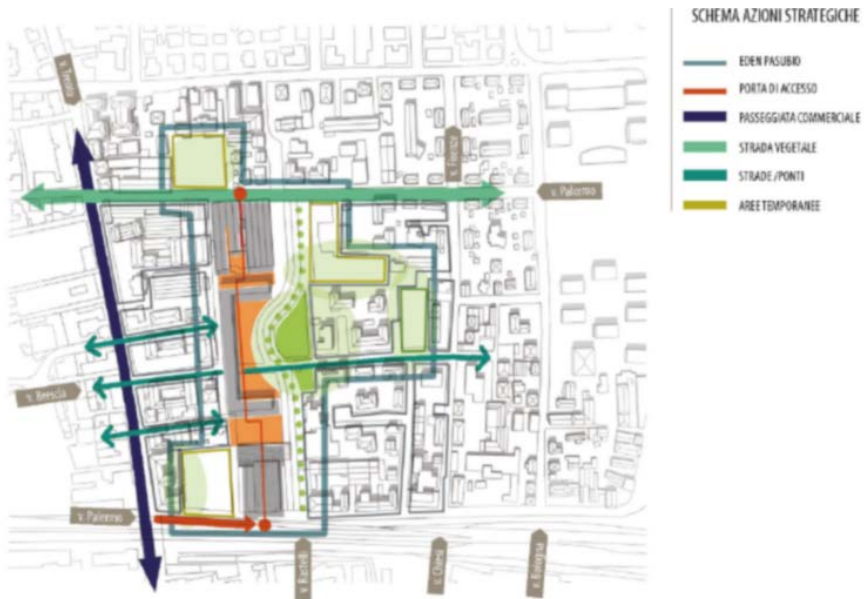 SCHEMA AZIONI STRATEGICHE
EDEN PASUBIO
PORTA DI ACCESSO
PASSEGGIATA COMMERCIALE
STRADA VEGETALE
STRADE/PONTI
AREE TEMPORANEE
v. Palermo
v. Brescia
v. Palermo
v. Bologna